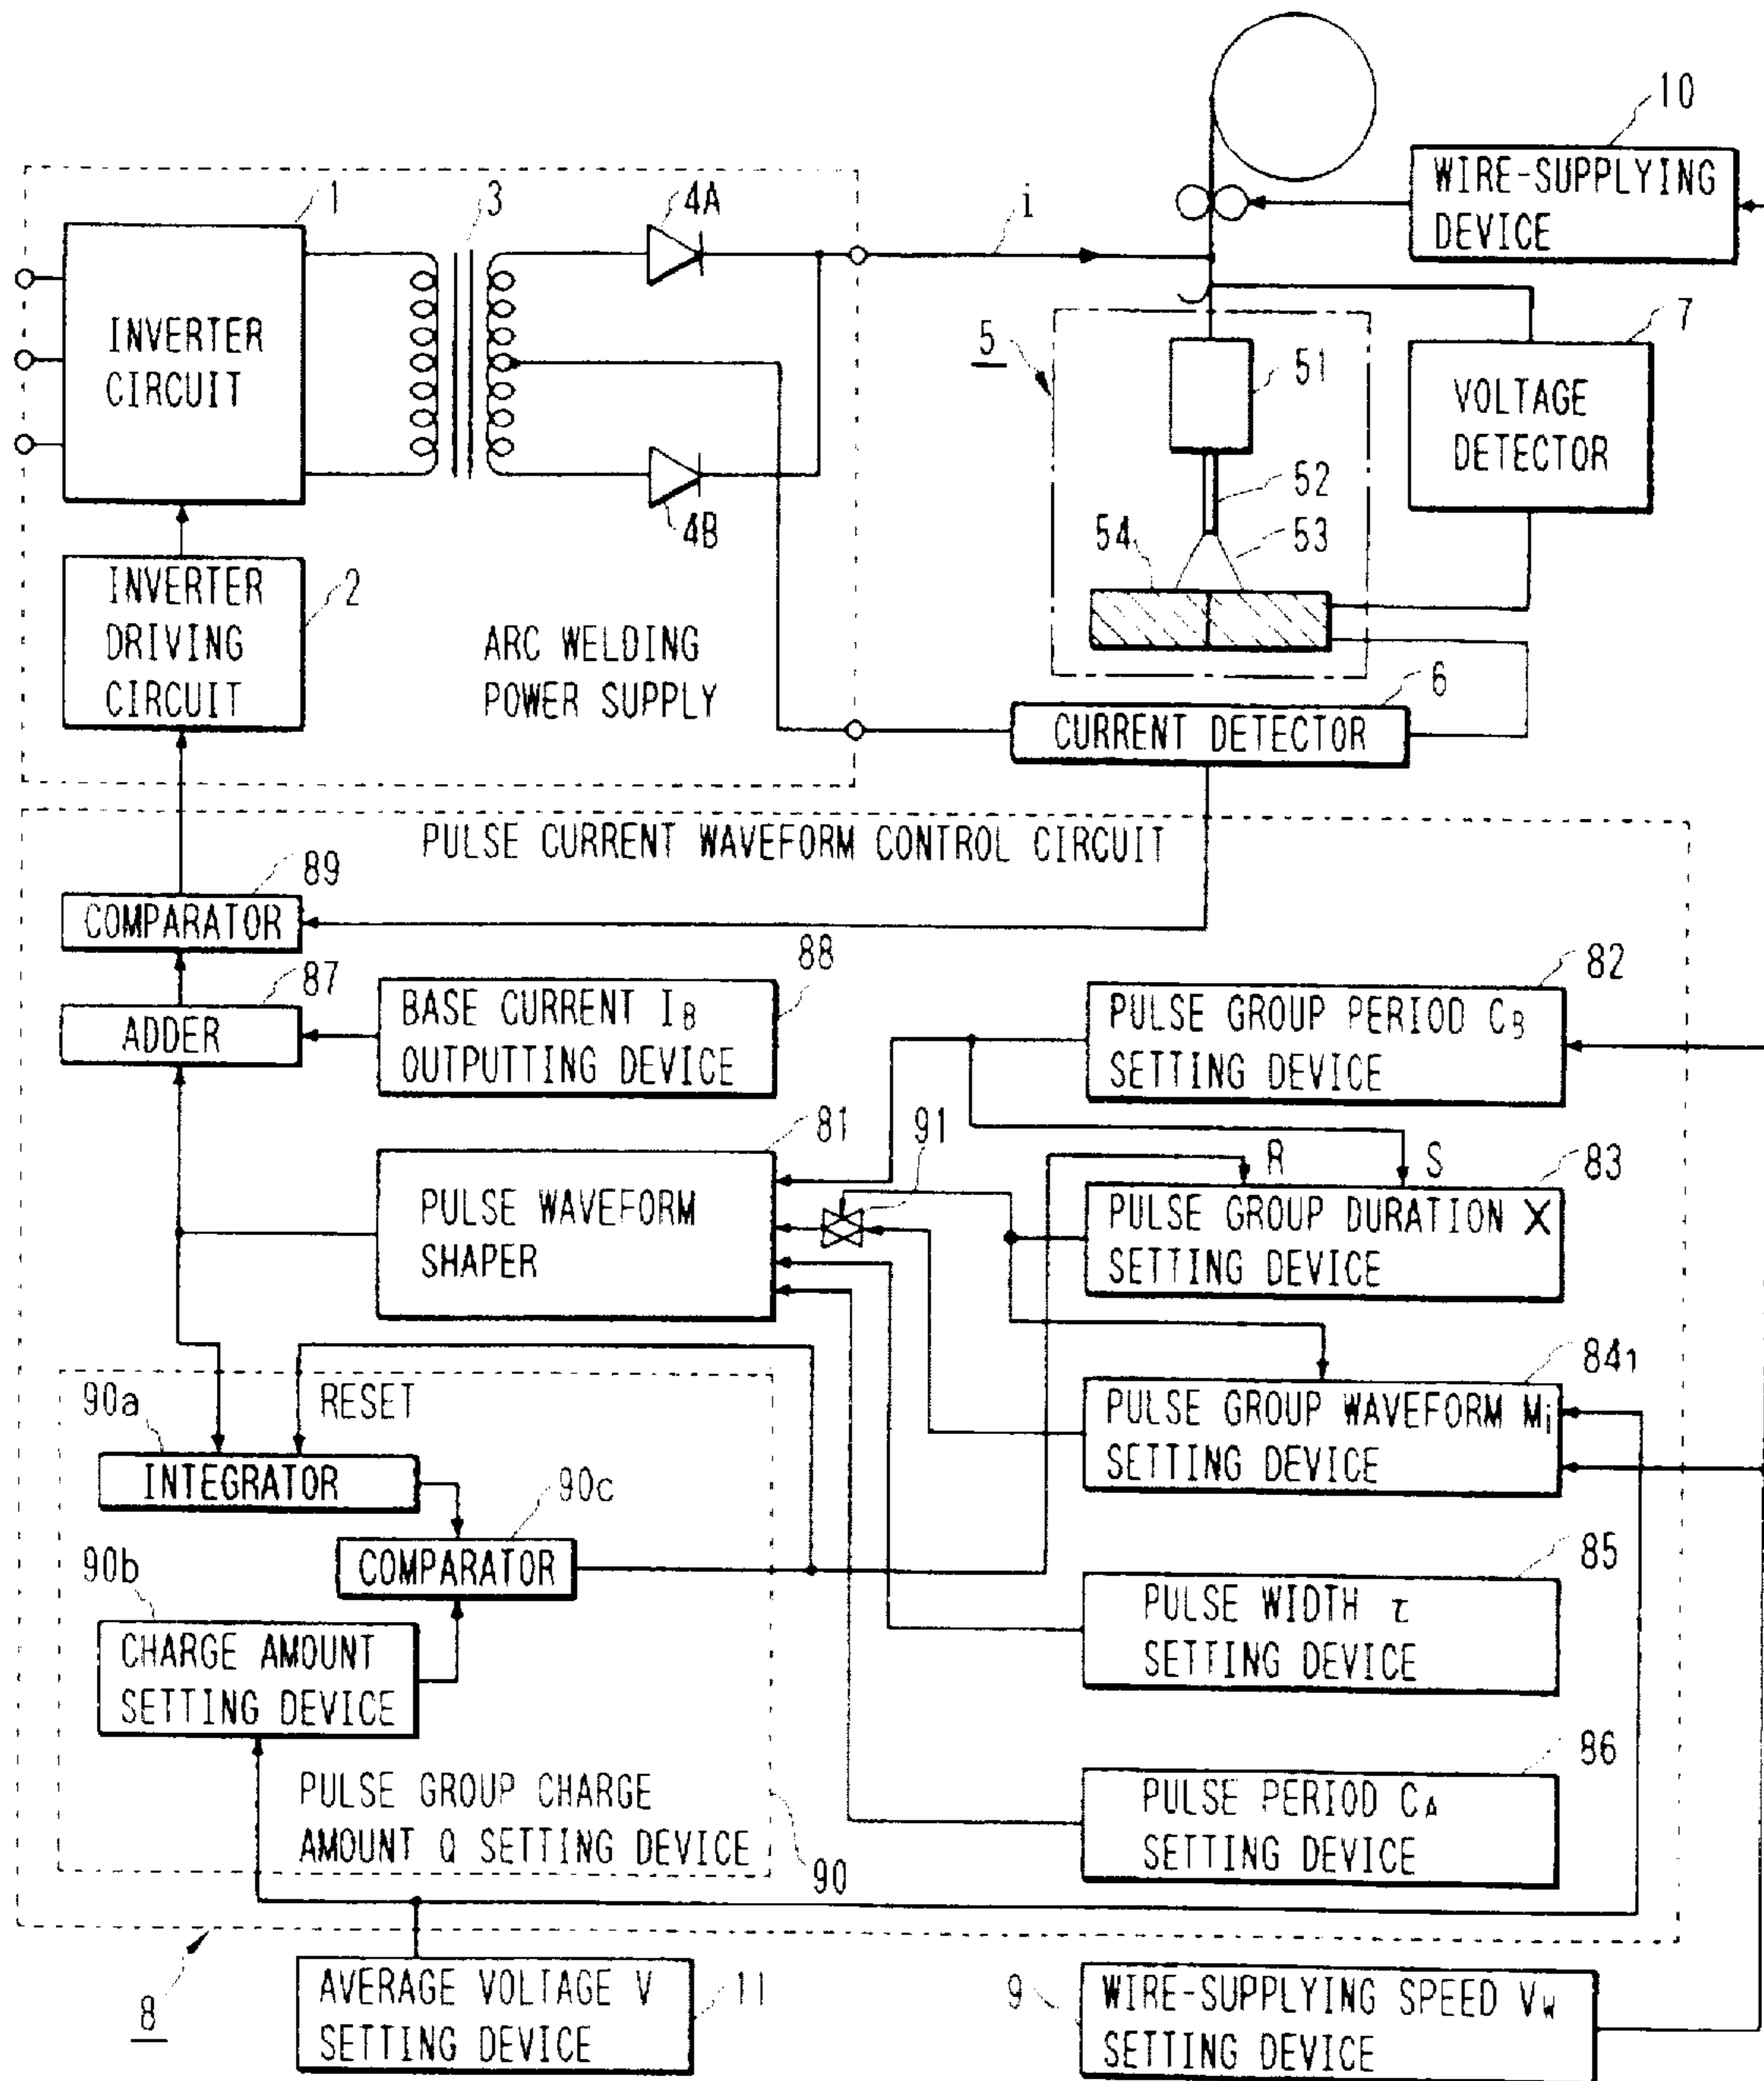 10
WIRE-SUPPLYING
DEVICE
1
3
4A
i
INVERTER
CIRCUIT
5
51
7
VOLTAGE
DETECTOR
4B
52
54
53
INVERTER
DRIVING
CIRCUIT
2
ARC WELDING
POWER SUPPLY
6
CURRENT DETECTOR
PULSE CURRENT WAVEFORM CONTROL CIRCUIT
89
COMPARATOR
88
82
87
ADDER
BASE CURRENT IB
OUTPUTTING DEVICE
PULSE GROUP PERIOD CB
SETTING DEVICE
81
91
R
S
83
PULSE WAVEFORM
SHAPER
PULSE GROUP DURATION X
SETTING DEVICE
841
90a
RESET
PULSE GROUP WAVEFORM Mi
SETTING DEVICE
INTEGRATOR
90c
COMPARATOR
90b
85
CHARGE AMOUNT
SETTING DEVICE
PULSE WIDTH τ
SETTING DEVICE
86
PULSE GROUP CHARGE
AMOUNT Q SETTING DEVICE
90
PULSE PERIOD CA
SETTING DEVICE
8
AVERAGE VOLTAGE V
SETTING DEVICE
11
9
WIRE-SUPPLYING SPEED VW
SETTING DEVICE